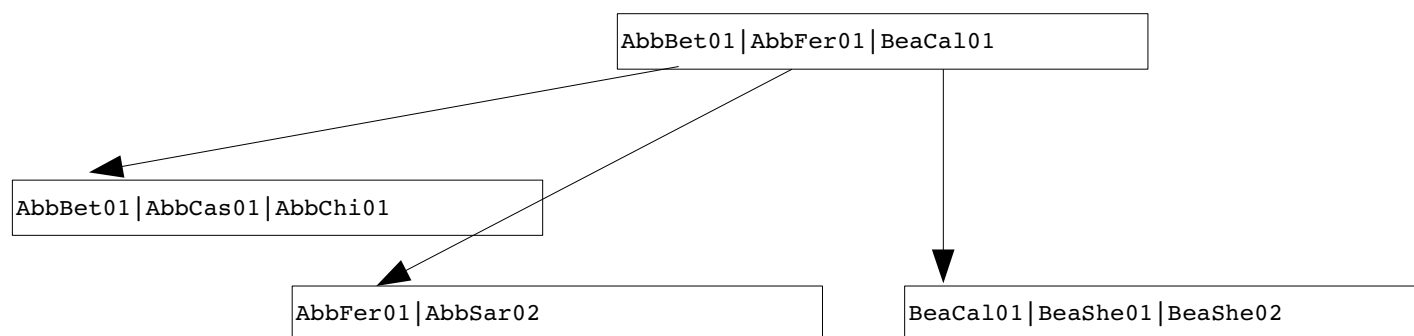 AbbBet01|AbbFer01|BeaCal01
AbbBet01|AbbCas01|AbbChi01
AbbFer01|AbbSar02
BeaCal01|BeaShe01|BeaShe02